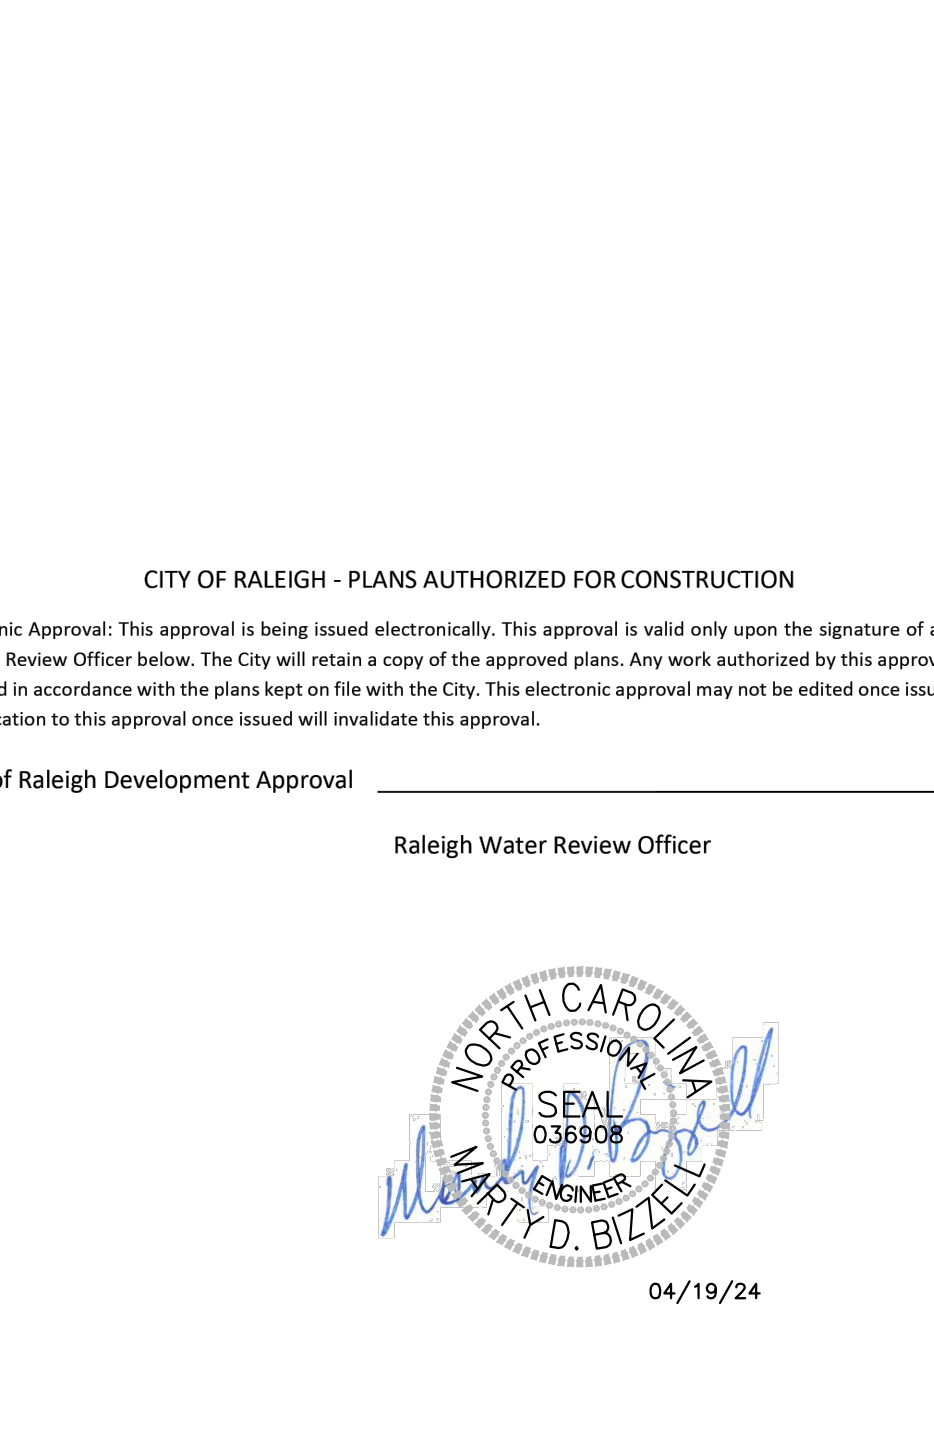 CITY OF RALEIGH - PLANS AUTHORIZED FOR CONSTRUCTION
nic Approval: This approval is being issued electronically. This approval is valid only upon the signature of a
Review Officer below. The City will retain a copy of the approved plans. Any work authorized by this approv
d in accordance with the plans kept on file with the City. This electronic approval may not be edited once issu
cation to this approval once issued will invalidate this approval.
of Raleigh Development Approval
Raleigh Water Review Officer
NORTH CAROLINA
PROFESSIONAL
SEAL
036908
ENGINEER
MARTY D. BIZZELL
Marty D. Bizzell
04/19/24